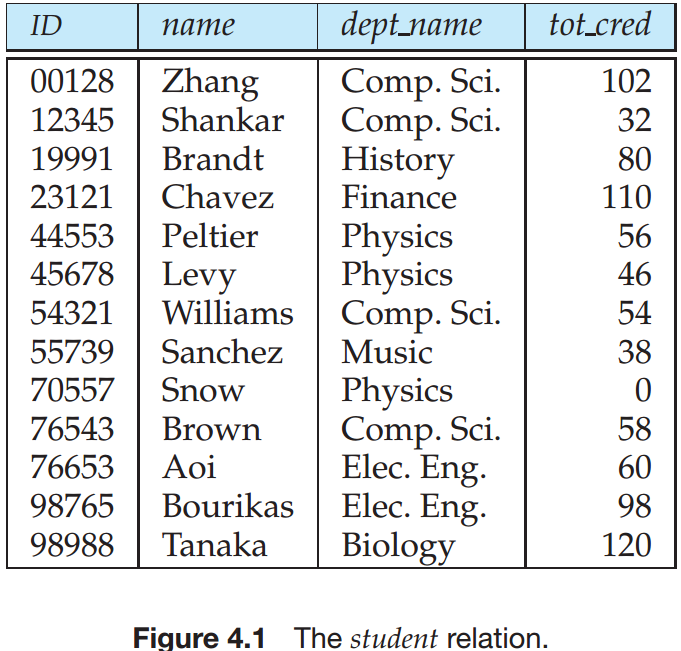 ID name dept_name tot_cred
00128 Zhang Comp. Sci. 102
12345 Shankar Comp. Sci. 32
19991 Brandt History 80
23121 Chavez Finance 110
44553 Peltier Physics 56
45678 Levy Physics 46
54321 Williams Comp. Sci. 54
55739 Sanchez Music 38
70557 Snow Physics 0
76543 Brown Comp. Sci. 58
76653 Aoi Elec. Eng. 60
98765 Bourikas Elec. Eng. 98
98988 Tanaka Biology 120
Figure 4.1 The student relation.